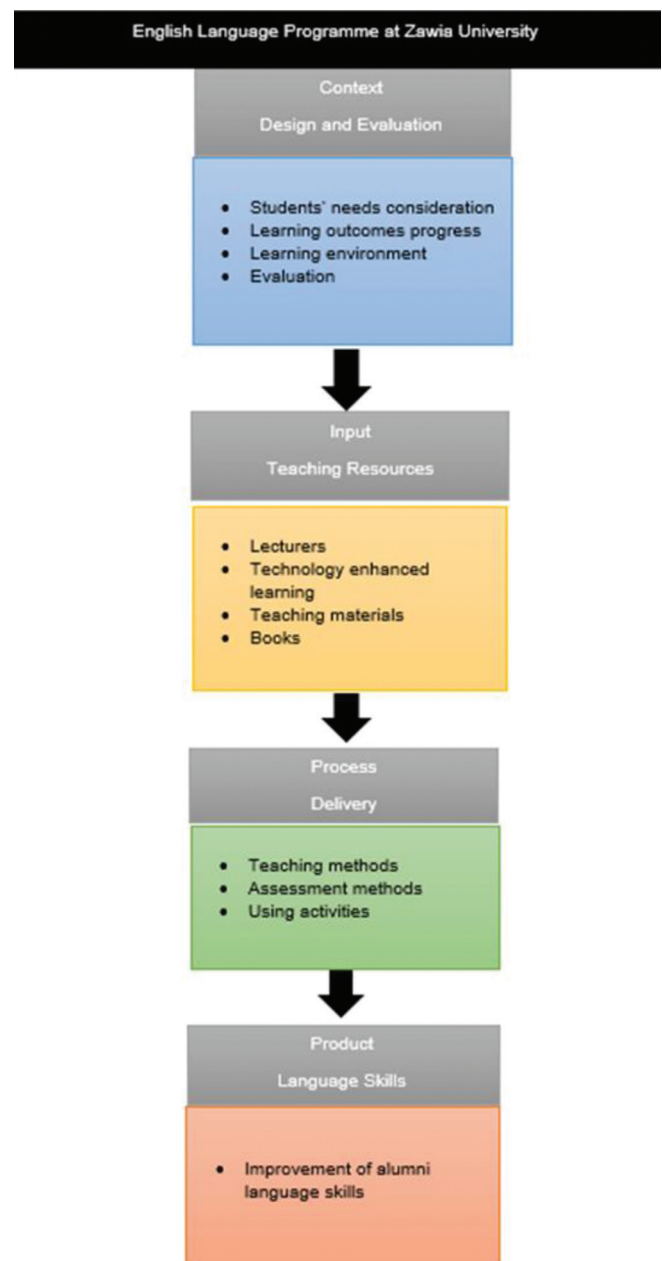 English Language Programme at Zawia University
Context
Design and Evaluation
• Students' needs consideration
• Learning outcomes progress
• Learning environment
• Evaluation
Input
Teaching Resources
• Lecturers
• Technology enhanced
learning
• Teaching materials
• Books
Process
Delivery
• Teaching methods
• Assessment methods
• Using activities
Product
Language Skills
• Improvement of alumni
language skills